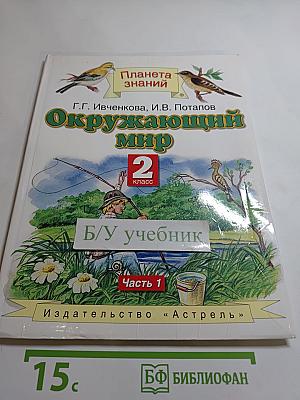 Планета
знаний
Г.Г. Ивченкова, И.В. Потапов
Окружающий
мир
2
класс
Б/У учебник
Часть 1
Издательство «Астрель»
15с
БФ БИБЛИОФАН